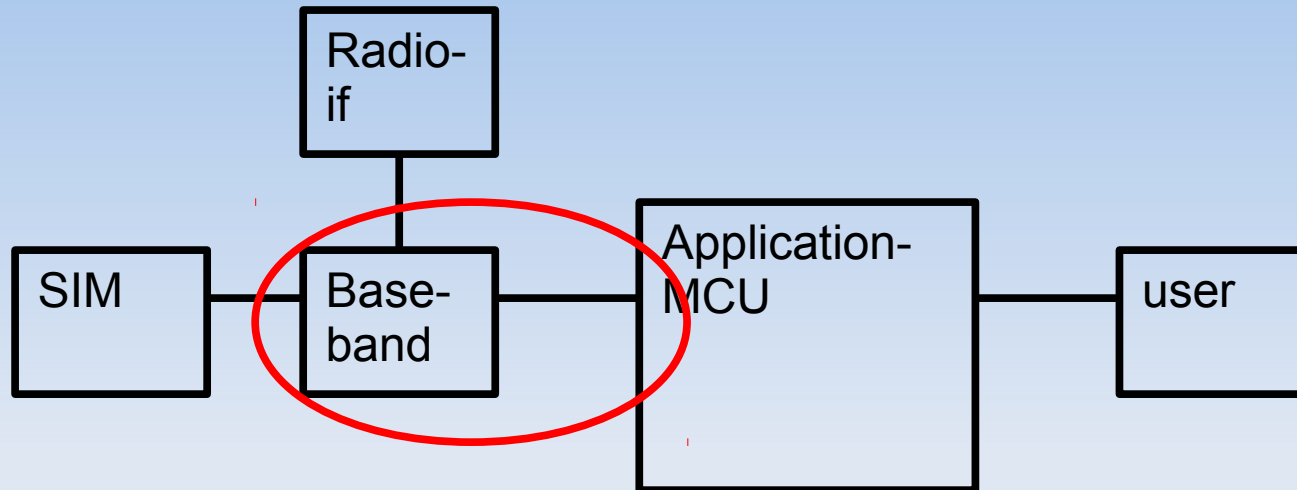 Radio-
if
SIM
Base-
band
Application-
MCU
user